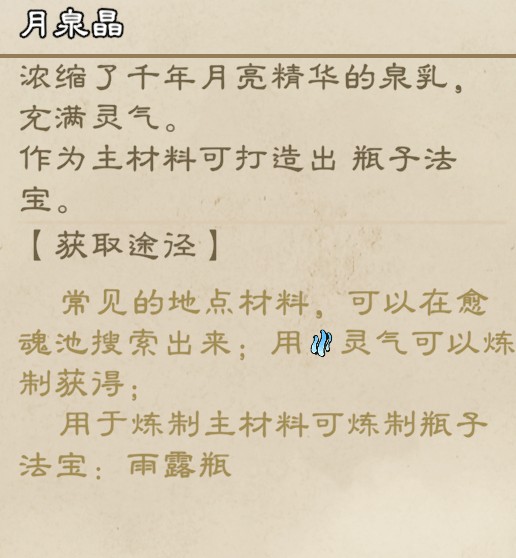 月泉晶
浓缩了千年月亮精华的泉乳，
充满灵气。
作为主材料可打造出 瓶子法
宝。
【获取途径】
常见的地点材料，可以在愈
魂池搜索出来；用灵气可以炼
制获得；
用于炼制主材料可炼制瓶子
法宝：雨露瓶